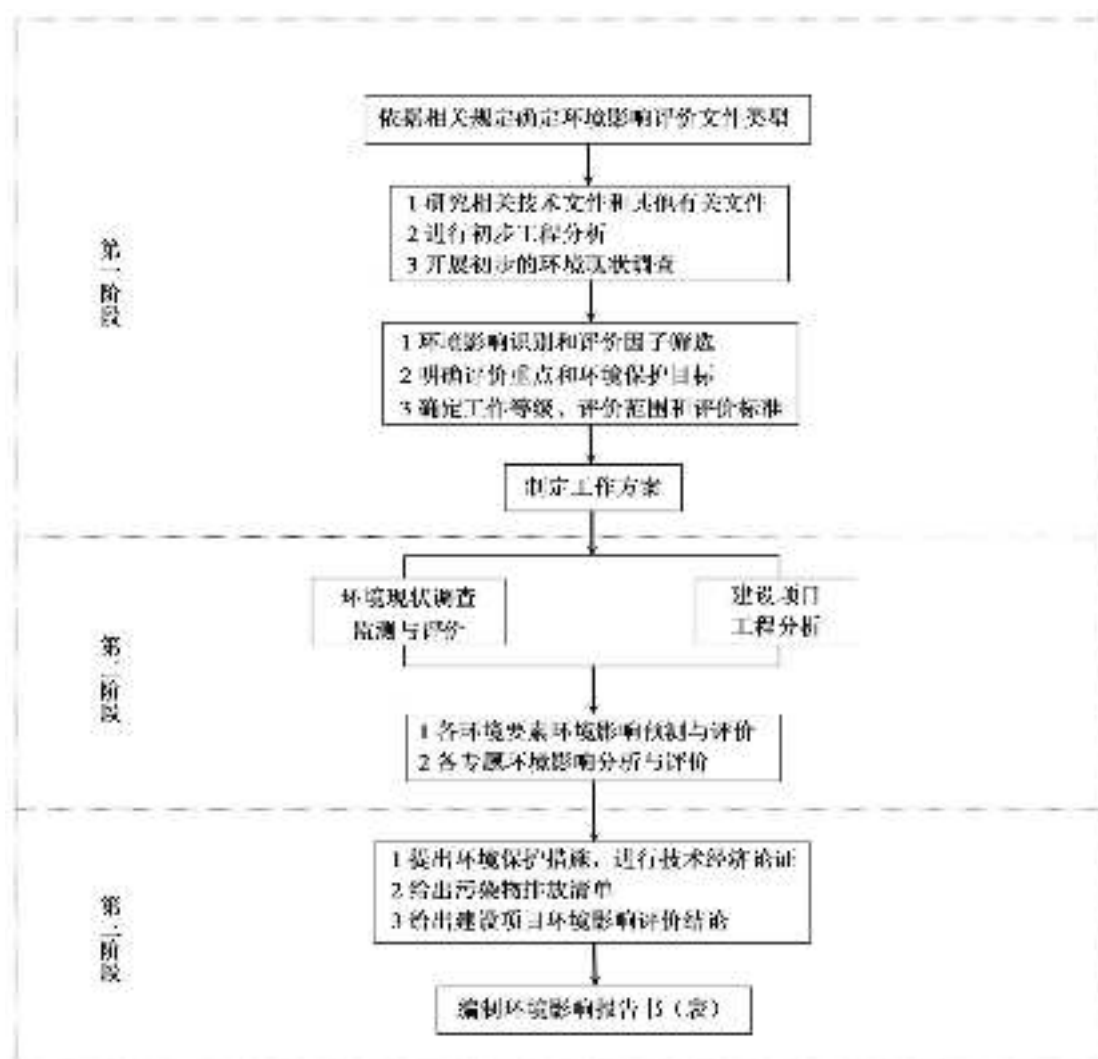 依据相关规定确定环境影响评价文件类型
1 研究相关技术文件和其他有关文件
2 进行初步工程分析
3 开展初步的环境现状调查
第一阶段
1 环境影响识别和评价因子筛选
2 明确评价重点和环境保护目标
3 确定工作等级、评价范围和评价标准
制定工作方案
环境现状调查
监测与评价
建设项目
工程分析
第二阶段
1 各环境要素环境影响预测与评价
2 各专题环境影响分析与评价
1 提出环境保护措施，进行技术经济论证
2 给出污染物排放清单
3 给出建设项目环境影响评价结论
第三阶段
编制环境影响报告书（表）